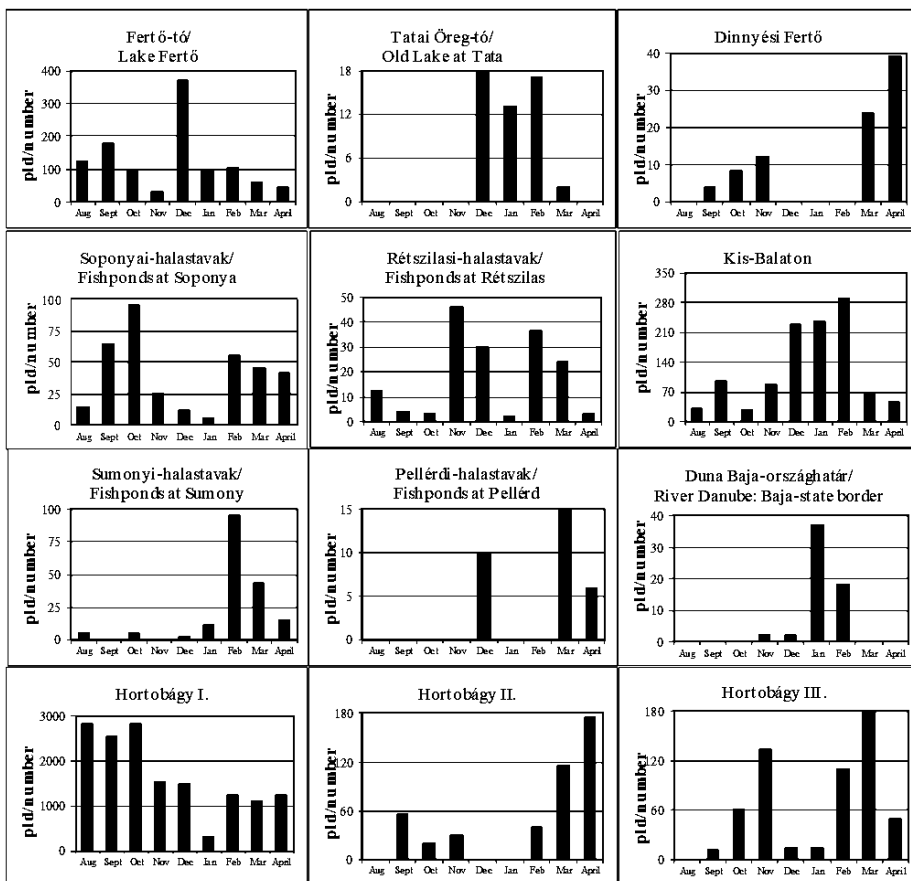 Fertő-tó/
Lake Fertő
pld/number
400
300
200
100
0
Aug Sept Oct Nov Dec Jan Feb Mar April
Tatai Öreg-tó/
Old Lake at Tata
pld/number
18
12
6
0
Aug Sept Oct Nov Dec Jan Feb Mar April
Dinnyési Fertő
pld/number
40
30
20
10
0
Aug Sept Oct Nov Dec Jan Feb Mar April
Soponyai-halastavak/
Fishponds at Soponya
pld/number
100
75
50
25
0
Aug Sept Oct Nov Dec Jan Feb Mar April
Rétszilasi-halastavak/
Fishponds at Rétszilas
pld/number
50
40
30
20
10
0
Aug Sept Oct Nov Dec Jan Feb Mar April
Kis-Balaton
pld/number
350
280
210
140
70
0
Aug Sept Oct Nov Dec Jan Feb Mar April
Sumonyi-halastavak/
Fishponds at Sumony
pld/number
100
75
50
25
0
Aug Sept Oct Nov Dec Jan Feb Mar April
Pellérdi-halastavak/
Fishponds at Pellérd
pld/number
15
10
5
0
Aug Sept Oct Nov Dec Jan Feb Mar April
Duna Baja-országhatár/
River Danube: Baja-state border
pld/number
40
30
20
10
0
Aug Sept Oct Nov Dec Jan Feb Mar April
Hortobágy I.
pld/number
3000
2000
1000
0
Aug Sept Oct Nov Dec Jan Feb Mar April
Hortobágy II.
pld/number
180
120
60
0
Aug Sept Oct Nov Dec Jan Feb Mar April
Hortobágy III.
pld/number
180
120
60
0
Aug Sept Oct Nov Dec Jan Feb Mar April